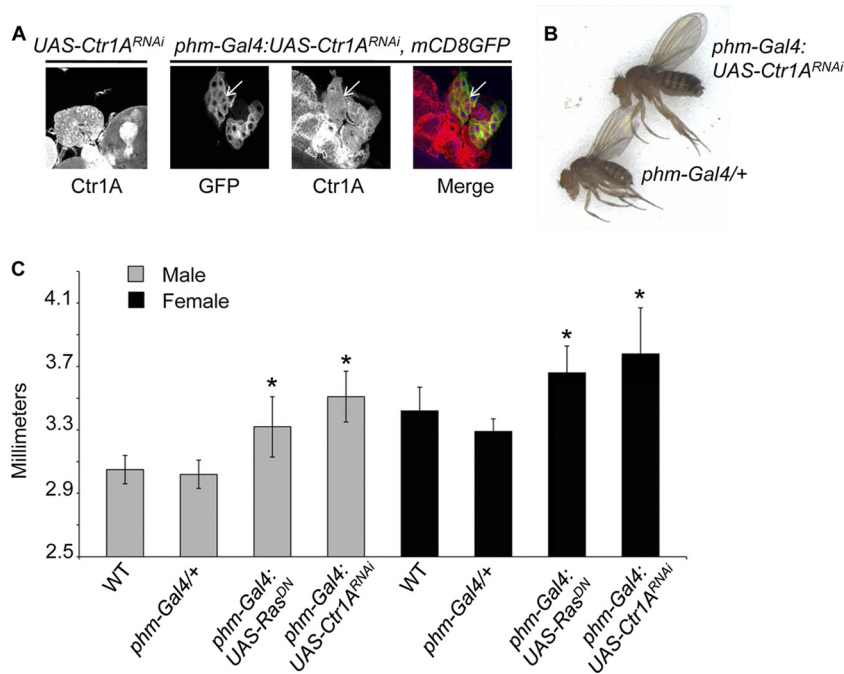 A
UAS-Ctr1A^RNAi phm-Gal4:UAS-Ctr1A^RNAi, mCD8GFP
Ctr1A GFP Ctr1A Merge
B
phm-Gal4:
UAS-Ctr1A^RNAi
phm-Gal4/+
C
Male
Female
Millimeters
4.1
3.7
3.3
2.9
2.5
*
*
*
*
WT
phm-Gal4/+
phm-Gal4:
UAS-Ras^DN
phm-Gal4:
UAS-Ctr1A^RNAi
WT
phm-Gal4/+
phm-Gal4:
UAS-Ras^DN
phm-Gal4:
UAS-Ctr1A^RNAi